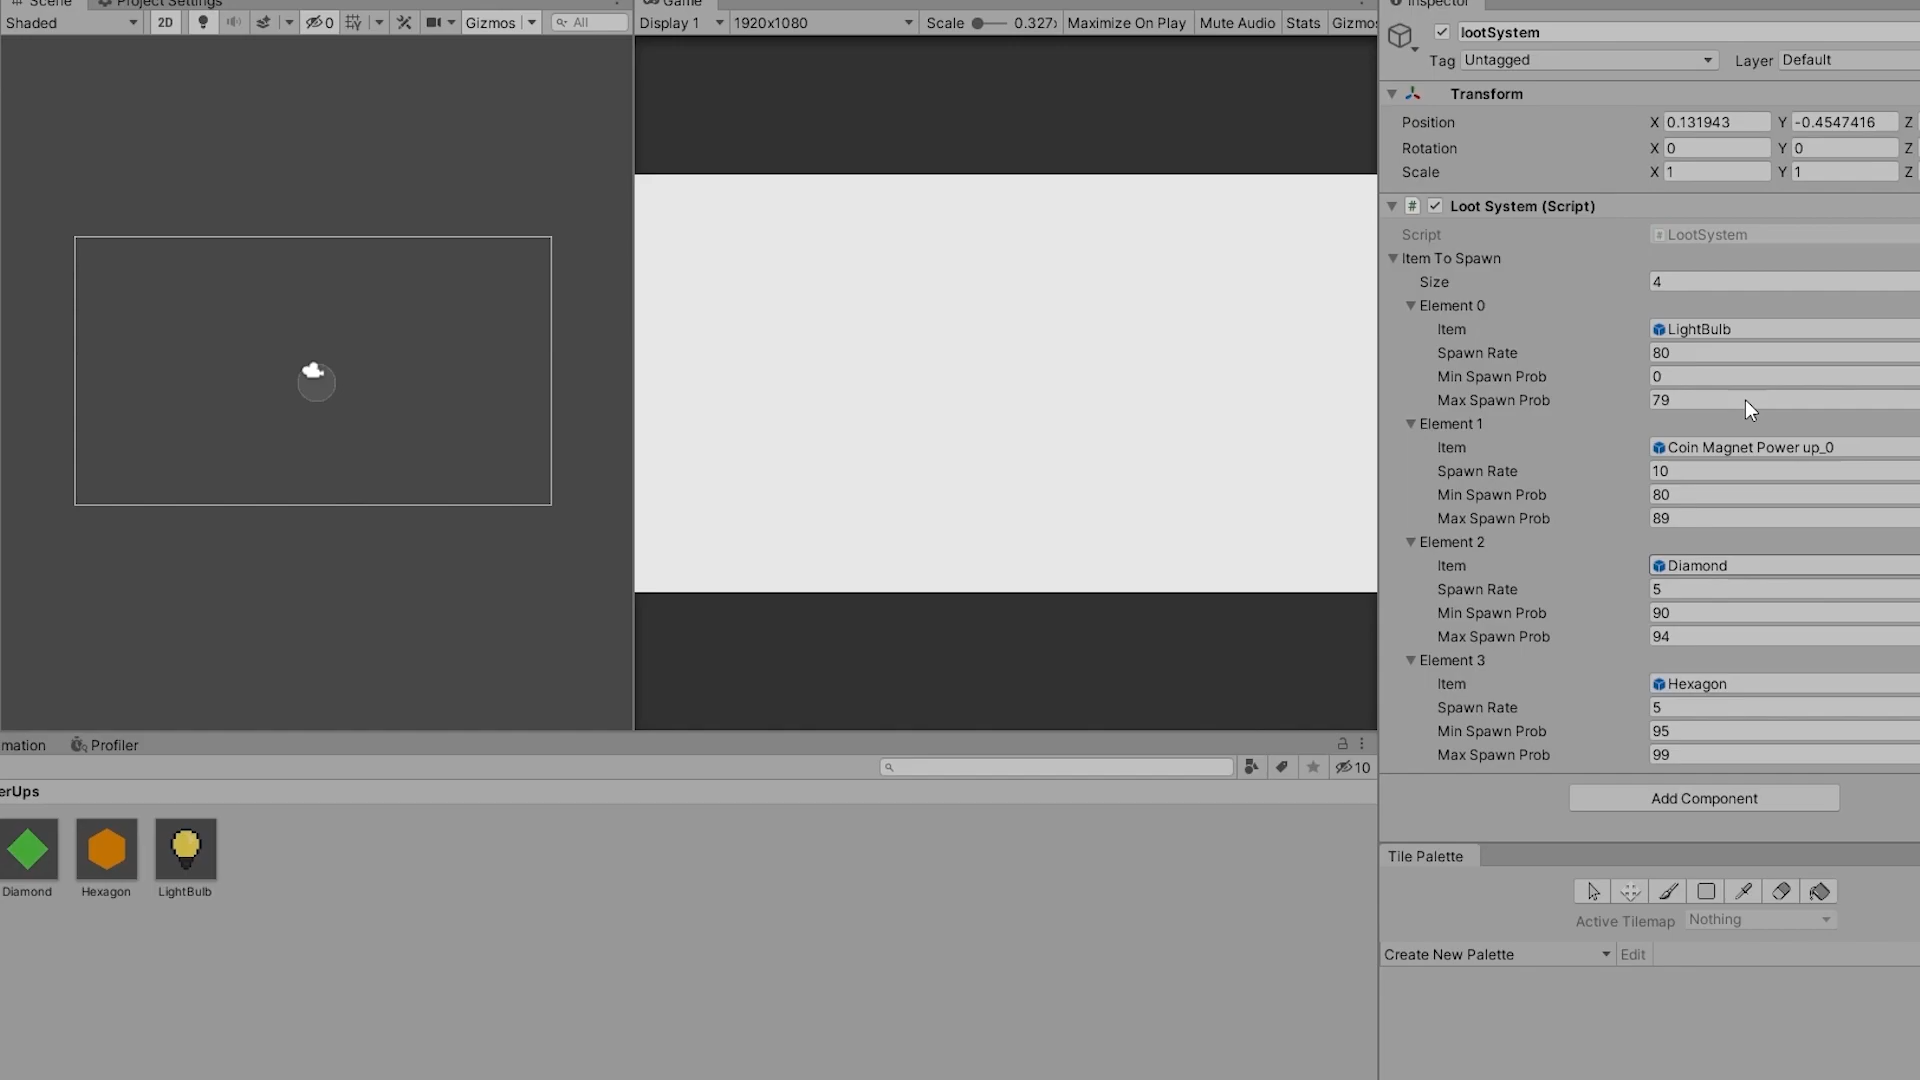 Scene
Project Settings
Game
Inspector
Shaded
2D
0
Gizmos
All
Display 1
1920x1080
Scale
0.327
Maximize On Play
Mute Audio
Stats
Gizmos
lootSystem
Tag
Untagged
Layer
Default
Transform
Position
X
0.131943
Y
-0.4547416
Z
Rotation
X
0
Y
0
Z
Scale
X
1
Y
1
Z
#
Loot System (Script)
Script
LootSystem
Item To Spawn
Size
4
Element 0
Item
LightBulb
Spawn Rate
80
Min Spawn Prob
0
Max Spawn Prob
79
Element 1
Item
Coin Magnet Power up_0
Spawn Rate
10
Min Spawn Prob
80
Max Spawn Prob
89
Element 2
Item
Diamond
Spawn Rate
5
Min Spawn Prob
90
Max Spawn Prob
94
Element 3
Item
Hexagon
Spawn Rate
5
Min Spawn Prob
95
Max Spawn Prob
99
Add Component
Tile Palette
Active Tilemap
Nothing
Create New Palette
Edit
mation
Profiler
10
erUps
Diamond
Hexagon
LightBulb